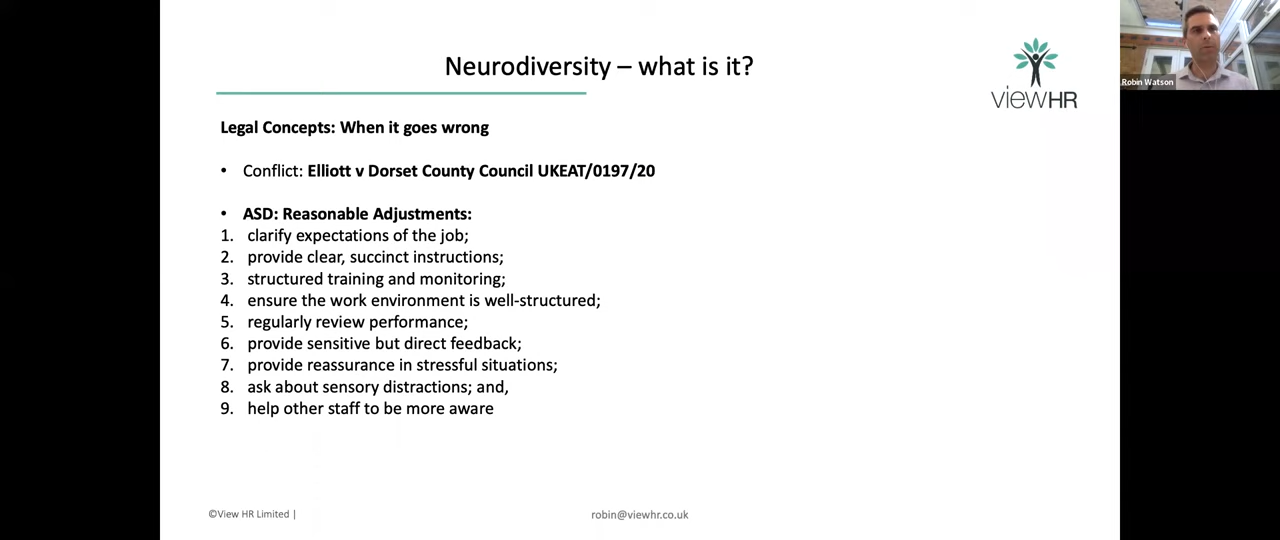 Neurodiversity – what is it?
viewHR
Robin Watson
Legal Concepts: When it goes wrong
• Conflict: Elliott v Dorset County Council UKEAT/0197/20
• ASD: Reasonable Adjustments:
1. clarify expectations of the job;
2. provide clear, succinct instructions;
3. structured training and monitoring;
4. ensure the work environment is well-structured;
5. regularly review performance;
6. provide sensitive but direct feedback;
7. provide reassurance in stressful situations;
8. ask about sensory distractions; and,
9. help other staff to be more aware
©View HR Limited |
robin@viewhr.co.uk